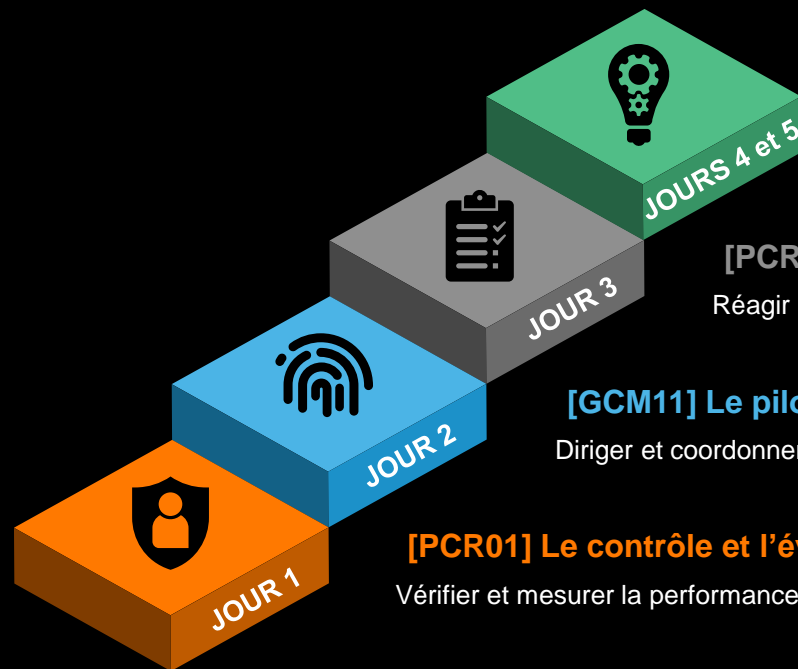 JOURS 4 et 5
[PCR
Réagir
JOUR 3
[GCM11] Le pilo
Diriger et coordonner
JOUR 2
[PCR01] Le contrôle et l’év
Vérifier et mesurer la performance
JOUR 1